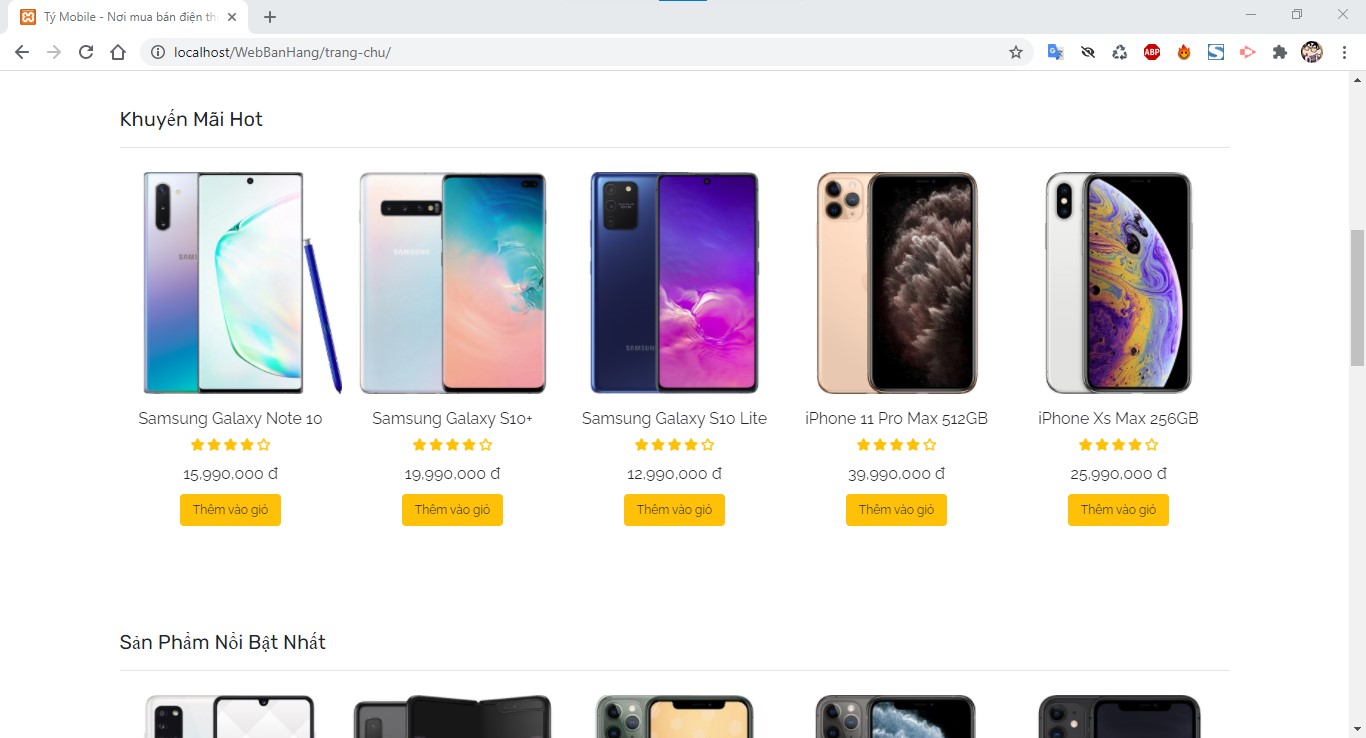 Tý Mobile - Nơi mua bán điện th
localhost/WebBanHang/trang-chu/
ABP
Khuyến Mãi Hot
SAMSUNG
SAMSUNG
Samsung Galaxy Note 10
Samsung Galaxy S10+
Samsung Galaxy S10 Lite
iPhone 11 Pro Max 512GB
iPhone Xs Max 256GB
15,990,000 đ
19,990,000 đ
12,990,000 đ
39,990,000 đ
25,990,000 đ
Thêm vào giỏ
Thêm vào giỏ
Thêm vào giỏ
Thêm vào giỏ
Thêm vào giỏ
Sản Phẩm Nổi Bật Nhất